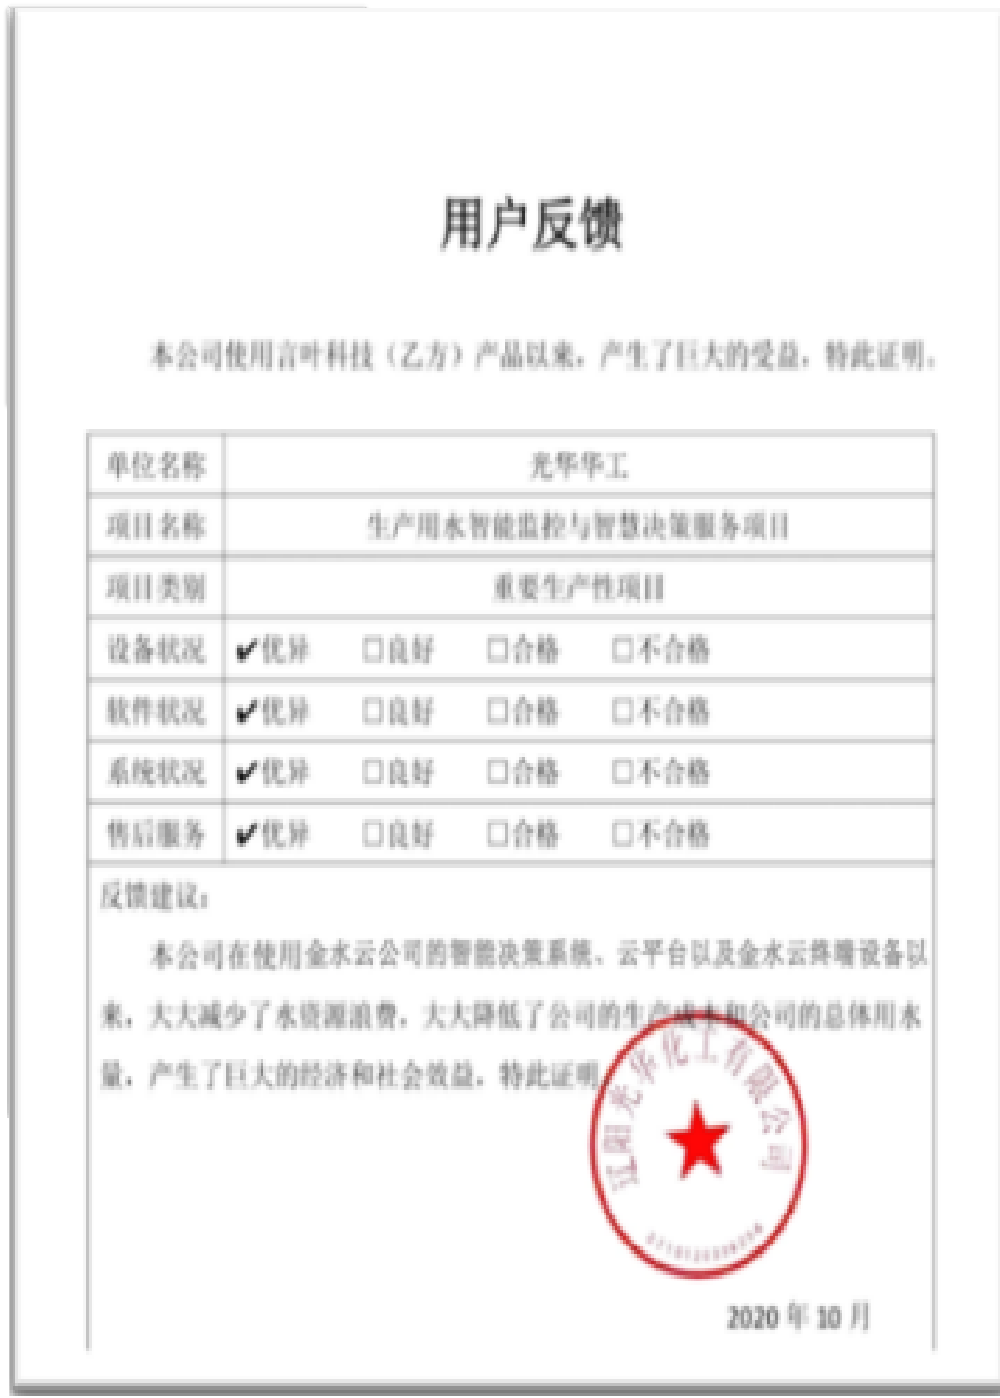 用户反馈
本公司使用言叶科技（乙方）产品以来，产生了巨大的受益，特此证明。
单位名称 光华华工
项目名称 生产用水智能监控与智慧决策服务项目
项目类别 重要生产性项目
设备状况 ✔优异 □良好 □合格 □不合格
软件状况 ✔优异 □良好 □合格 □不合格
系统状况 ✔优异 □良好 □合格 □不合格
售后服务 ✔优异 □良好 □合格 □不合格
反馈建议：
本公司在使用金水云公司的智能决策系统、云平台以及金水云终端设备以
来，大大减少了水资源浪费，大大降低了公司的生产成本和公司的总体用水
量，产生了巨大的经济和社会效益，特此证明
阳光华化工有限公司
2020 年 10 月